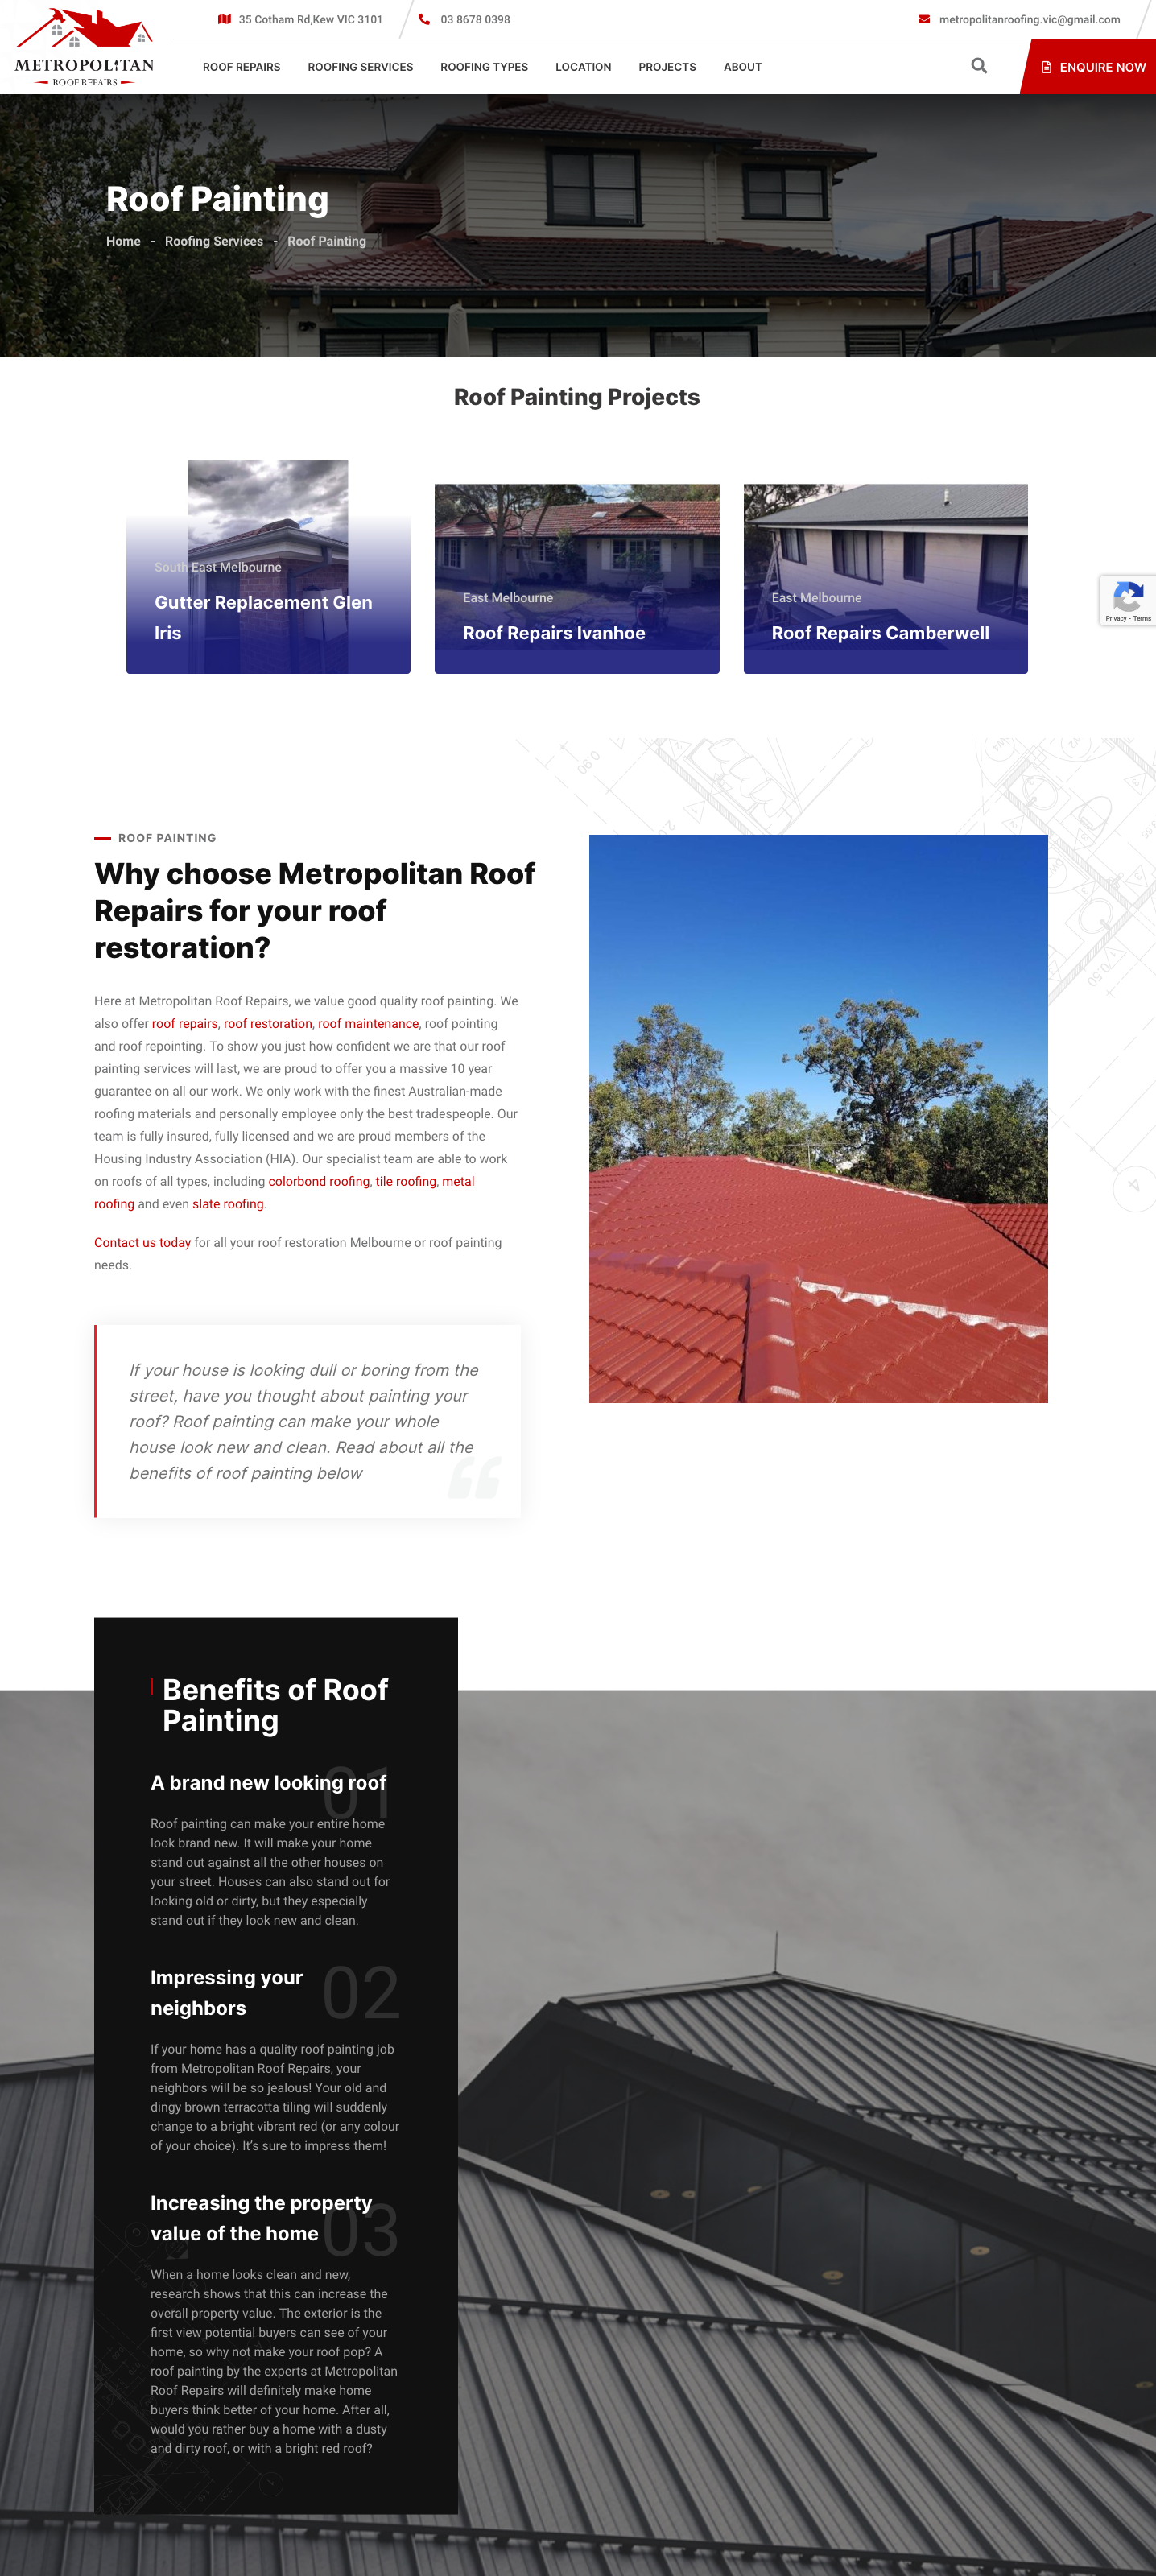 35 Cotham Rd,Kew VIC 3101
03 8678 0398
metropolitanroofing.vic@gmail.com
METROPOLITAN
ROOF REPAIRS
ROOF REPAIRS
ROOFING SERVICES
ROOFING TYPES
LOCATION
PROJECTS
ABOUT
ENQUIRE NOW
Roof Painting
Home - Roofing Services - Roof Painting
Roof Painting Projects
South East Melbourne
Gutter Replacement Glen
Iris
East Melbourne
Roof Repairs Ivanhoe
East Melbourne
Roof Repairs Camberwell
Privacy - Terms
ROOF PAINTING
Why choose Metropolitan Roof
Repairs for your roof
restoration?
Here at Metropolitan Roof Repairs, we value good quality roof painting. We
also offer roof repairs, roof restoration, roof maintenance, roof pointing
and roof repointing. To show you just how confident we are that our roof
painting services will last, we are proud to offer you a massive 10 year
guarantee on all our work. We only work with the finest Australian-made
roofing materials and personally employee only the best tradespeople. Our
team is fully insured, fully licensed and we are proud members of the
Housing Industry Association (HIA). Our specialist team are able to work
on roofs of all types, including colorbond roofing, tile roofing, metal
roofing and even slate roofing.
Contact us today for all your roof restoration Melbourne or roof painting
needs.
If your house is looking dull or boring from the
street, have you thought about painting your
roof? Roof painting can make your whole
house look new and clean. Read about all the
benefits of roof painting below
Benefits of Roof
Painting
01
A brand new looking roof
Roof painting can make your entire home
look brand new. It will make your home
stand out against all the other houses on
your street. Houses can also stand out for
looking old or dirty, but they especially
stand out if they look new and clean.
02
Impressing your
neighbors
If your home has a quality roof painting job
from Metropolitan Roof Repairs, your
neighbors will be so jealous! Your old and
dingy brown terracotta tiling will suddenly
change to a bright vibrant red (or any colour
of your choice). It's sure to impress them!
03
Increasing the property
value of the home
When a home looks clean and new,
research shows that this can increase the
overall property value. The exterior is the
first view potential buyers can see of your
home, so why not make your roof pop? A
roof painting by the experts at Metropolitan
Roof Repairs will definitely make home
buyers think better of your home. After all,
would you rather buy a home with a dusty
and dirty roof, or with a bright red roof?